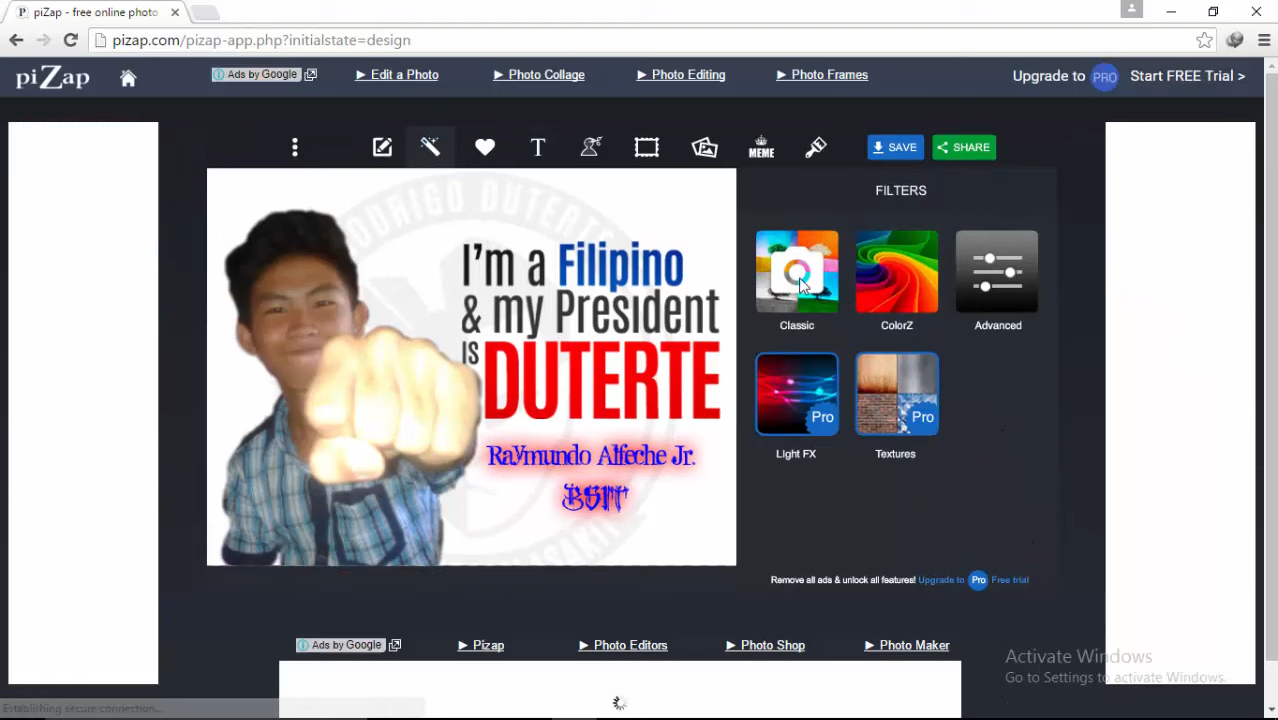 piZap - free online photo
pizap.com/pizap-app.php?initialstate=design
piZap
Ads by Google
► Edit a Photo
► Photo Collage
► Photo Editing
► Photo Frames
Upgrade to PRO Start FREE Trial >
T
MEME
SAVE
SHARE
FILTERS
RODRIGO DUTERTE
I'm a Filipino
& my President
is DUTERTE
Raymundo Alfeche Jr.
BSIT
Classic
ColorZ
Advanced
Pro
Pro
Light FX
Textures
Remove all ads & unlock all features! Upgrade to Pro Free trial
Ads by Google
► Pizap
► Photo Editors
► Photo Shop
► Photo Maker
Activate Windows
Go to Settings to activate Windows.
Establishing secure connection...